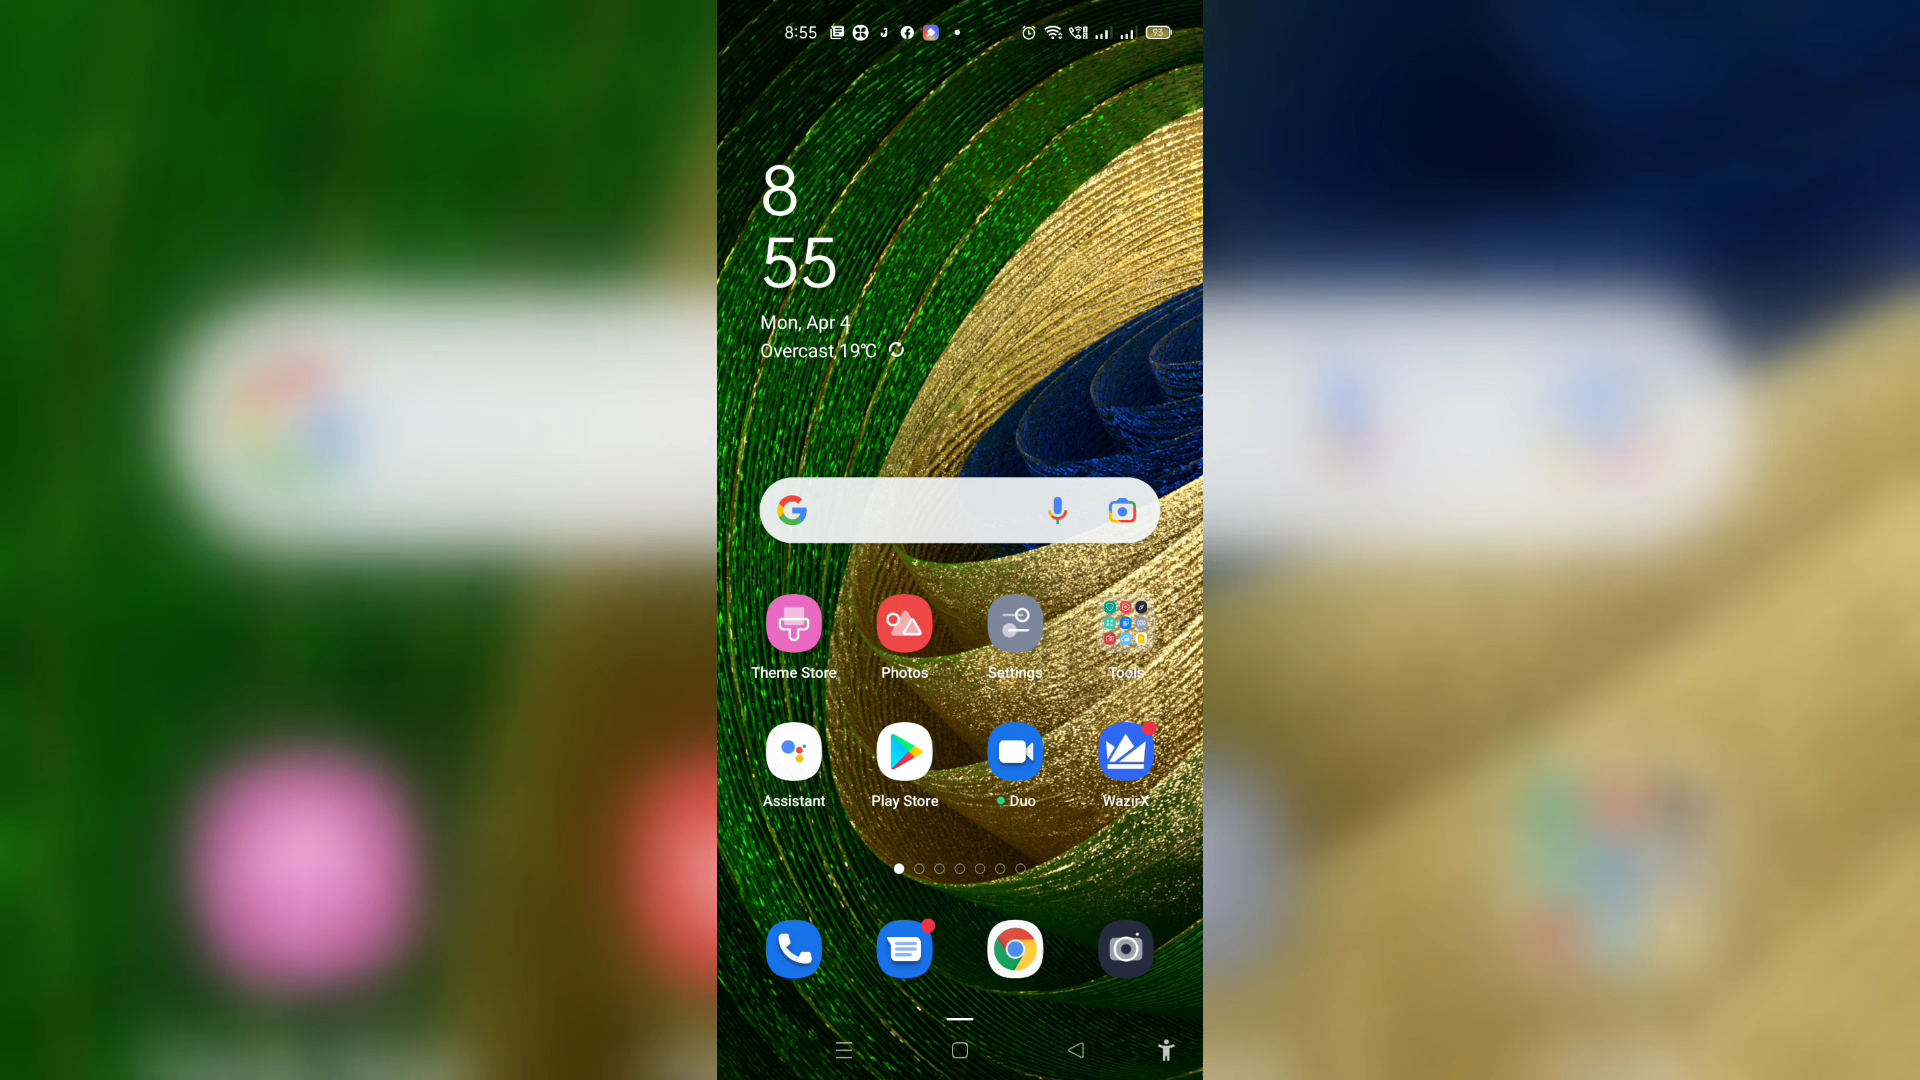 8:55 93
8
55
Mon, Apr 4
Overcast 19℃
Theme Store Photos Settings Tools
Assistant Play Store Duo WazirX